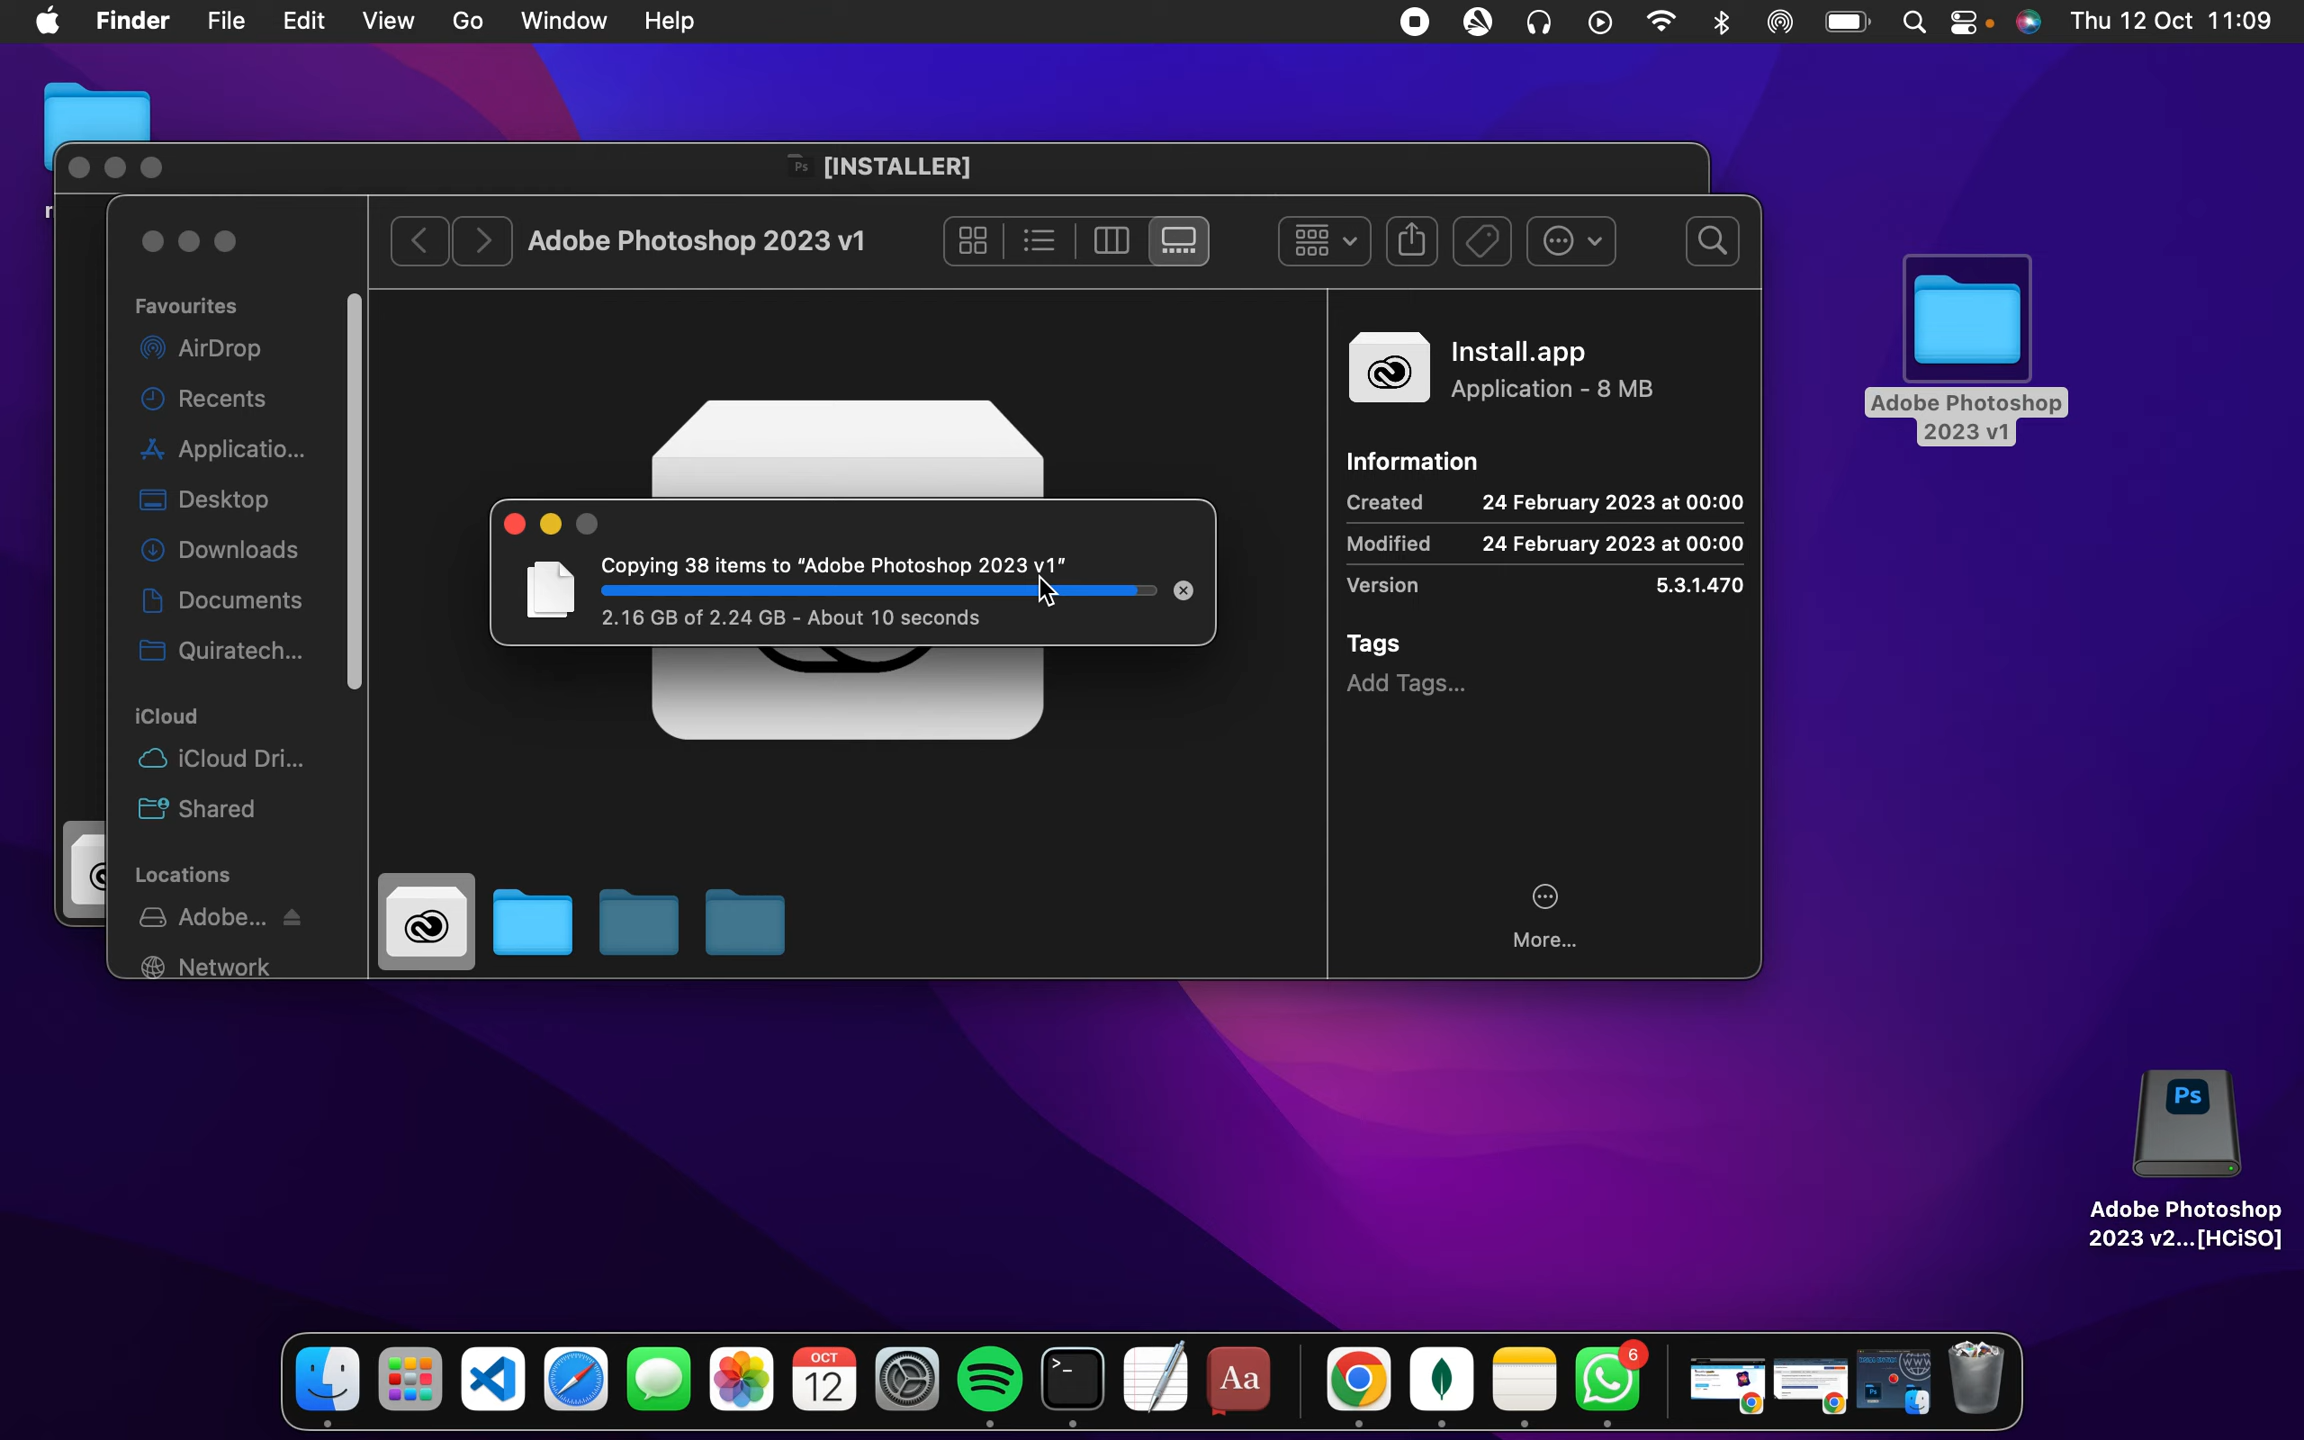 Finder File Edit View Go Window Help Thu 12 Oct 11:09
Ps [INSTALLER]
Adobe Photoshop 2023 v1
Favourites
AirDrop
Recents
Applicatio...
Desktop
Downloads
Documents
Quiratech...
iCloud
iCloud Dri...
Shared
Locations
Adobe...
Network
Copying 38 items to “Adobe Photoshop 2023 v1”
2.16 GB of 2.24 GB - About 10 seconds
Install.app
Application - 8 MB
Information
Created 24 February 2023 at 00:00
Modified 24 February 2023 at 00:00
Version 5.3.1.470
Tags
Add Tags...
More...
Adobe Photoshop
2023 v1
Ps
Adobe Photoshop
2023 v2...[HCiSO]
OCT
12
>_
Aa
6